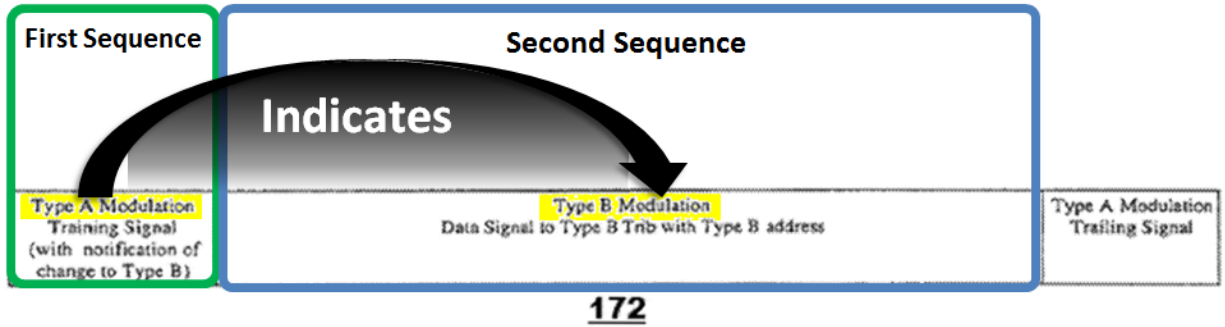 First Sequence
Second Sequence
Indicates
Type A Modulation
Training Signal
(with notification of
change to Type B)
Type B Modulation
Data Signal to Type B Trib with Type B address
Type A Modulation
Trailing Signal
172